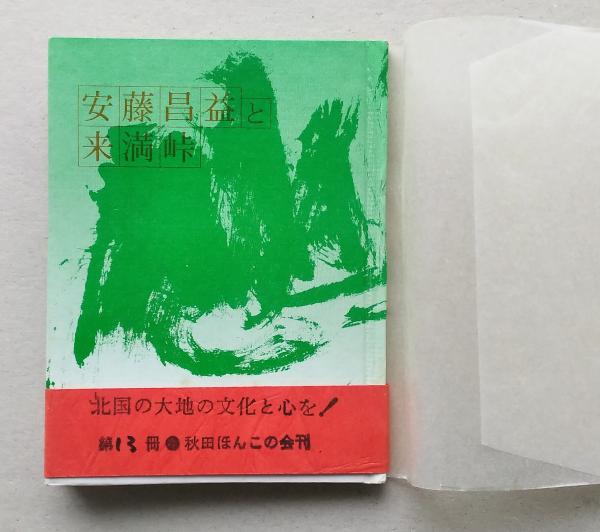 安藤昌益と
来満峠
北国の大地の文化と心を!
第13冊 秋田ほんこの会刊